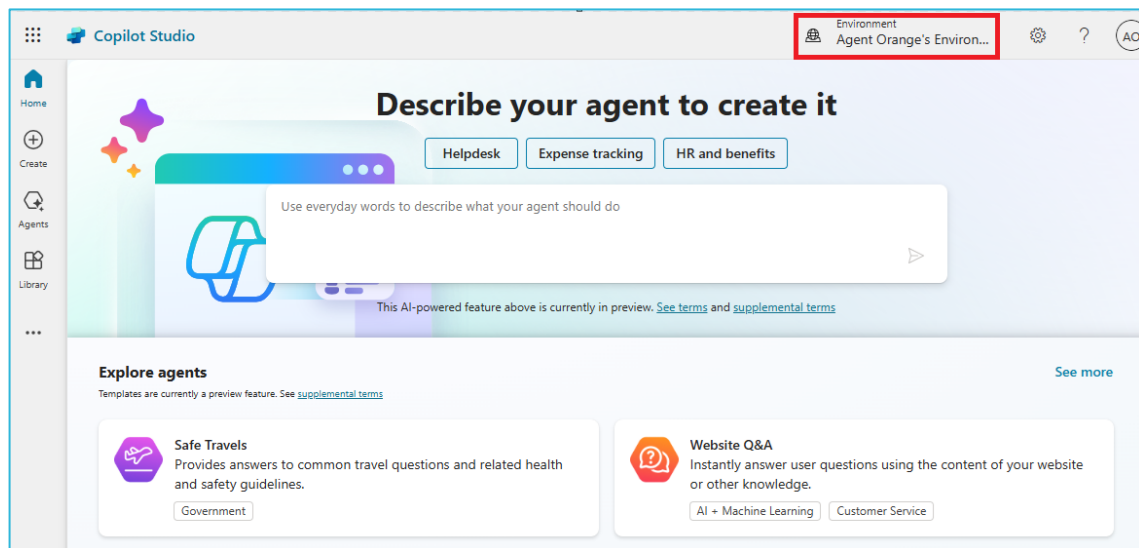 Copilot Studio
Environment
Agent Orange's Environ...
?
AO
Home
Create
Agents
Library
Describe your agent to create it
Helpdesk
Expense tracking
HR and benefits
Use everyday words to describe what your agent should do
This AI-powered feature above is currently in preview. See terms and supplemental terms
Explore agents
See more
Templates are currently a preview feature. See supplemental terms
Safe Travels
Provides answers to common travel questions and related health
and safety guidelines.
Government
Website Q&A
Instantly answer user questions using the content of your website
or other knowledge.
AI + Machine Learning
Customer Service